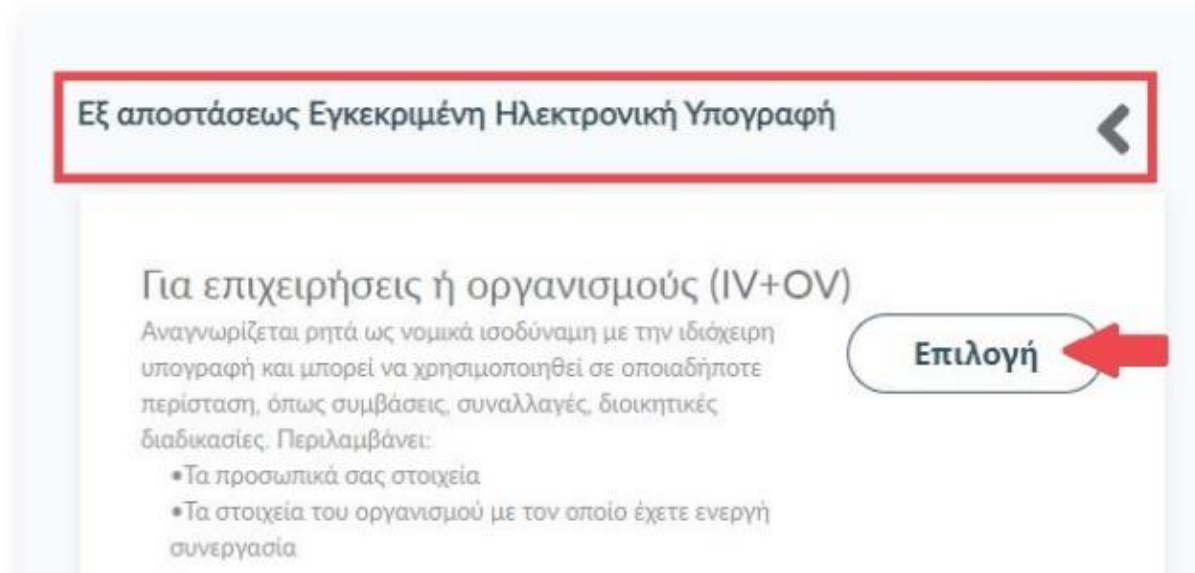 Εξ αποστάσεως Εγκεκριμένη Ηλεκτρονική Υπογραφή
Για επιχειρήσεις ή οργανισμούς (IV+OV)
Αναγνωρίζεται ρητά ως νομικά ισοδύναμη με την ιδιόχειρη
υπογραφή και μπορεί να χρησιμοποιηθεί σε οποιαδήποτε
περίσταση, όπως συμβάσεις, συναλλαγές, διοικητικές
διαδικασίες. Περιλαμβάνει:
•Τα προσωπικά σας στοιχεία
•Τα στοιχεία του οργανισμού με τον οποίο έχετε ενεργή
συνεργασία
Επιλογή